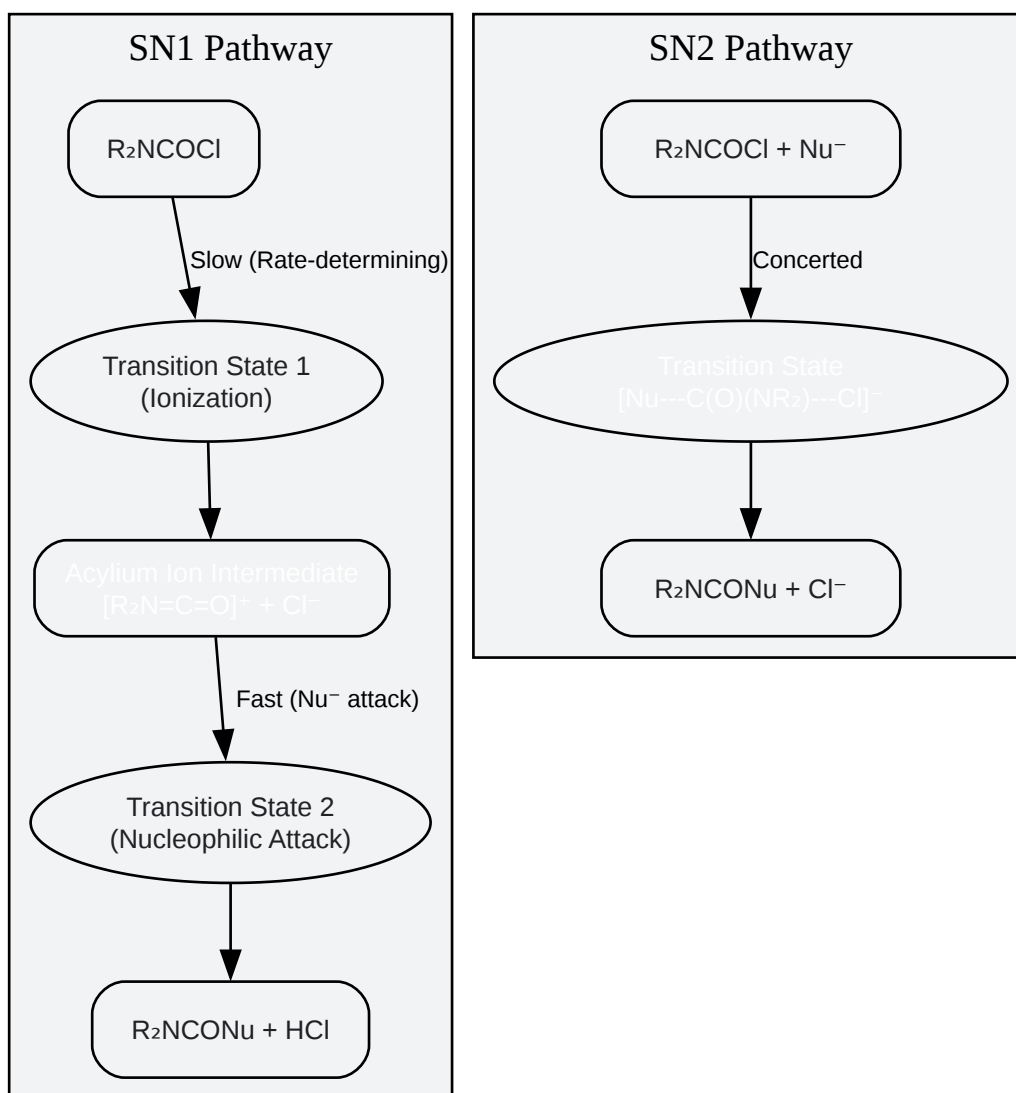 SN1 Pathway
R₂NCOCl
Slow (Rate-determining)
Transition State 1
(Ionization)
Acylium Ion Intermediate
[R₂N=C=O]⁺ + Cl⁻
Fast (Nu⁻ attack)
Transition State 2
(Nucleophilic Attack)
R₂NCONu + HCl
SN2 Pathway
R₂NCOCl + Nu⁻
Concerted
Transition State
[Nu---C(O)(NR₂)---Cl]⁻
R₂NCONu + Cl⁻